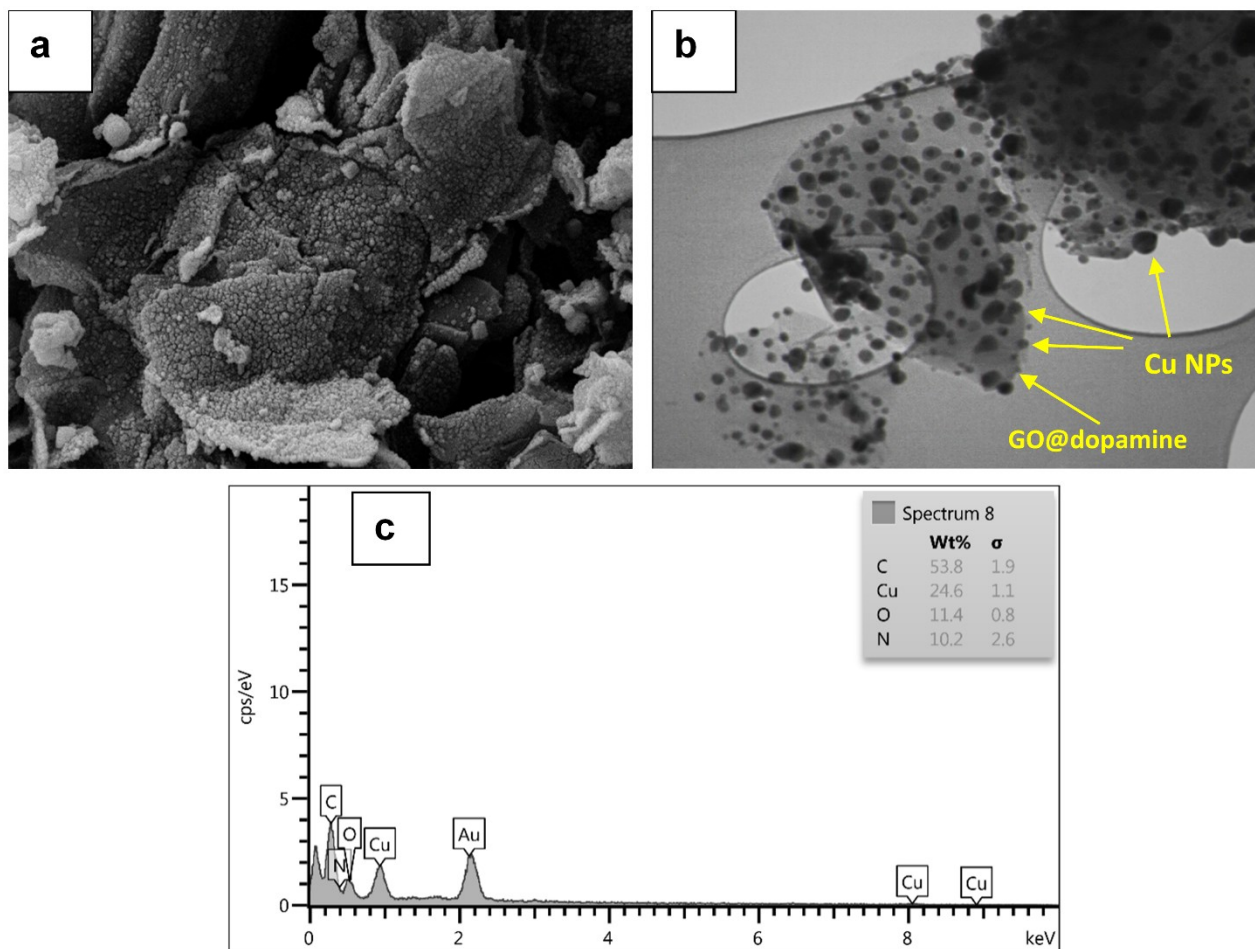 a
b
Cu NPs
GO@dopamine
c
Spectrum 8
Wt% σ
C 53.8 1.9
Cu 24.6 1.1
O 11.4 0.8
N 10.2 2.6
cps/eV
15
10
5
0
C
O
N
Cu
Au
Cu
Cu
0 2 4 6 8 keV